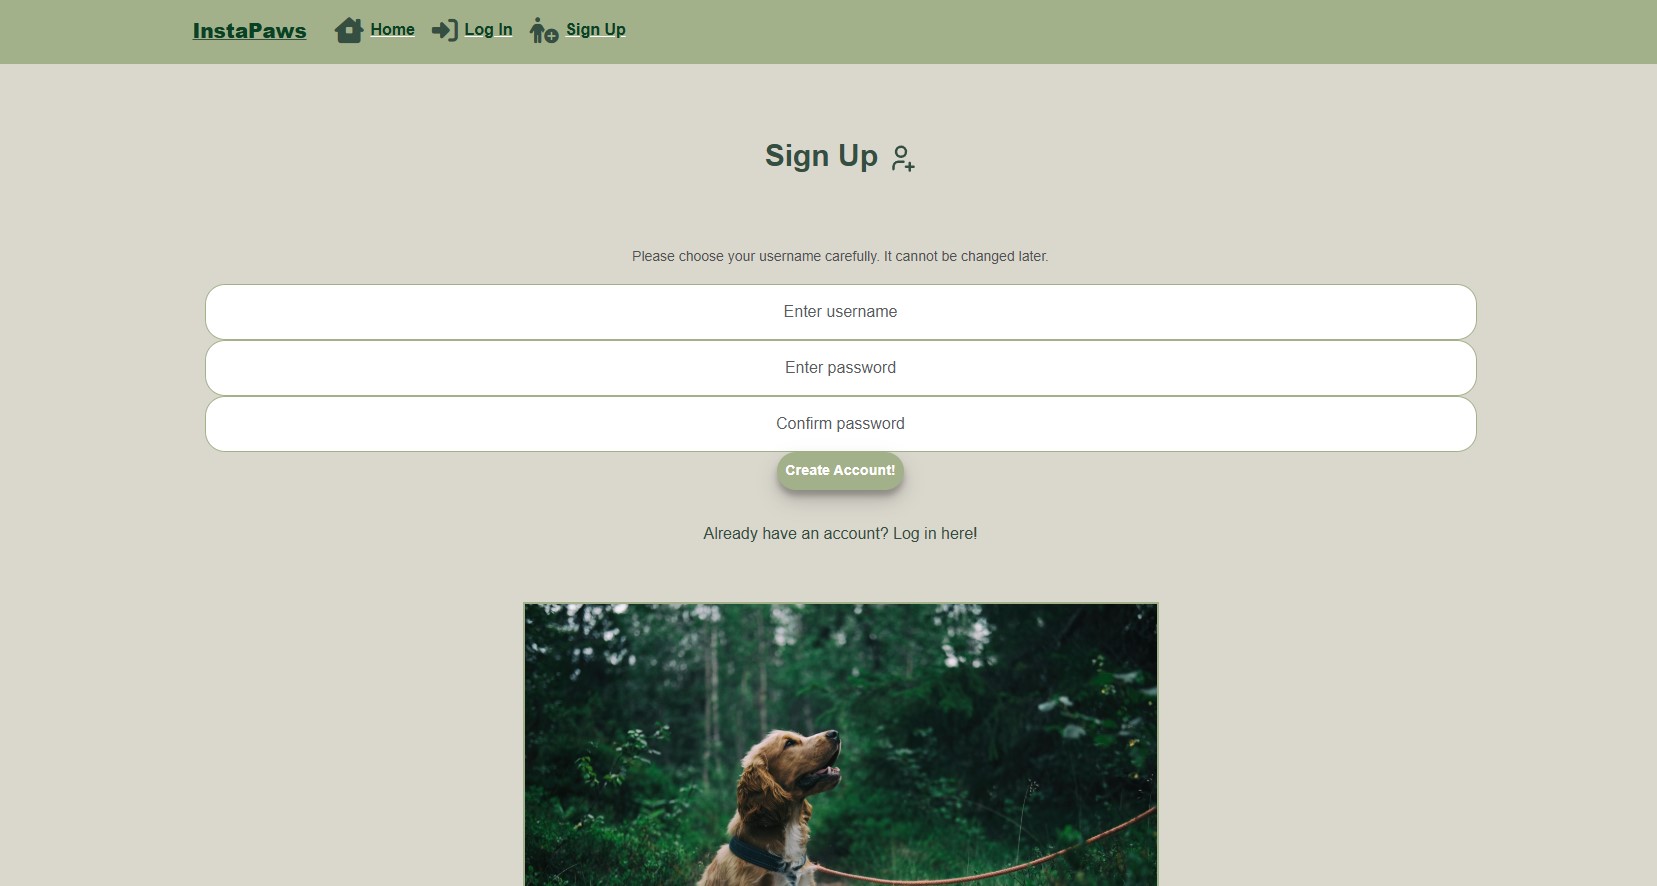 InstaPaws Home Log In Sign Up
Sign Up
Please choose your username carefully. It cannot be changed later.
Enter username
Enter password
Confirm password
Create Account!
Already have an account? Log in here!